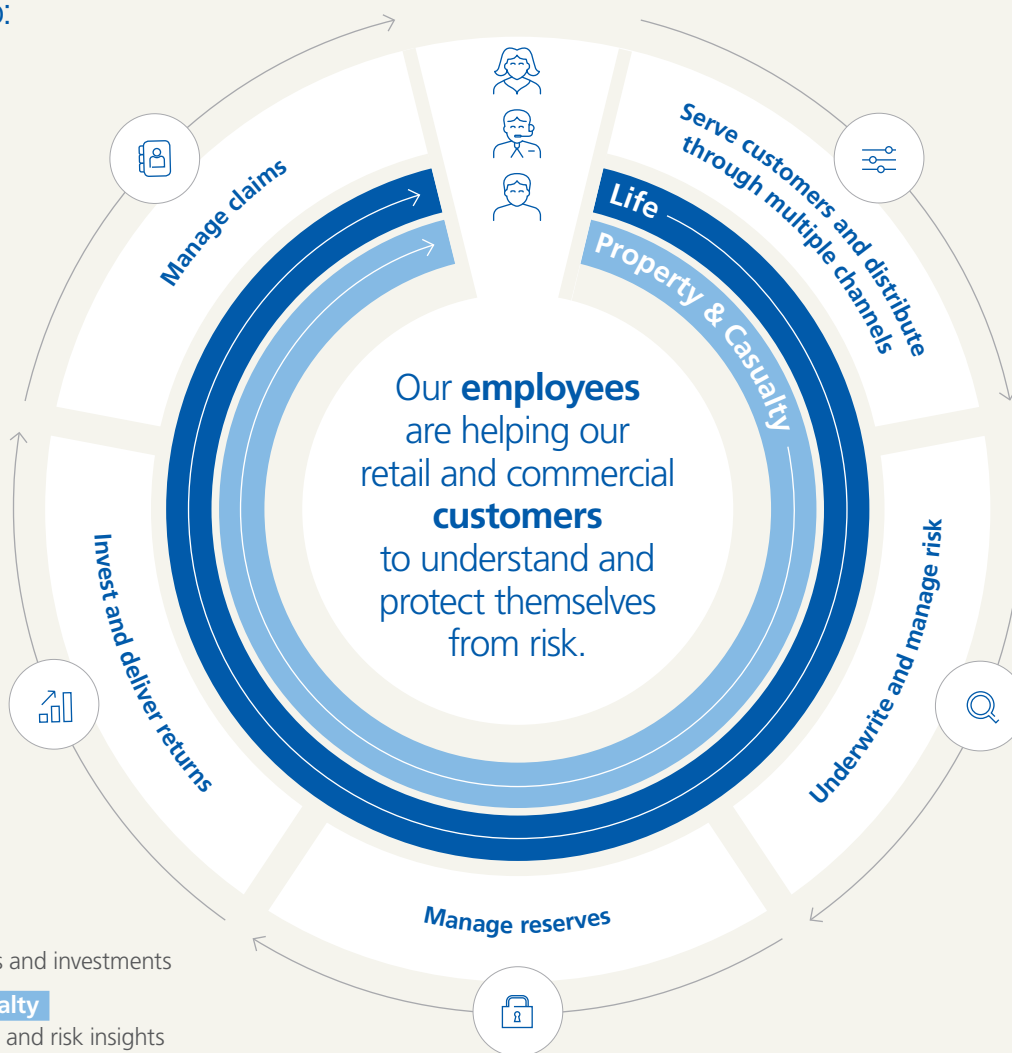 Serve customers and distribute
through multiple channels
Underwrite and manage risk
Manage reserves
Invest and deliver returns
Manage claims
Life
Property & Casualty
Our employees
are helping our
retail and commercial
customers
to understand and
protect themselves
from risk.
and investments
and risk insights